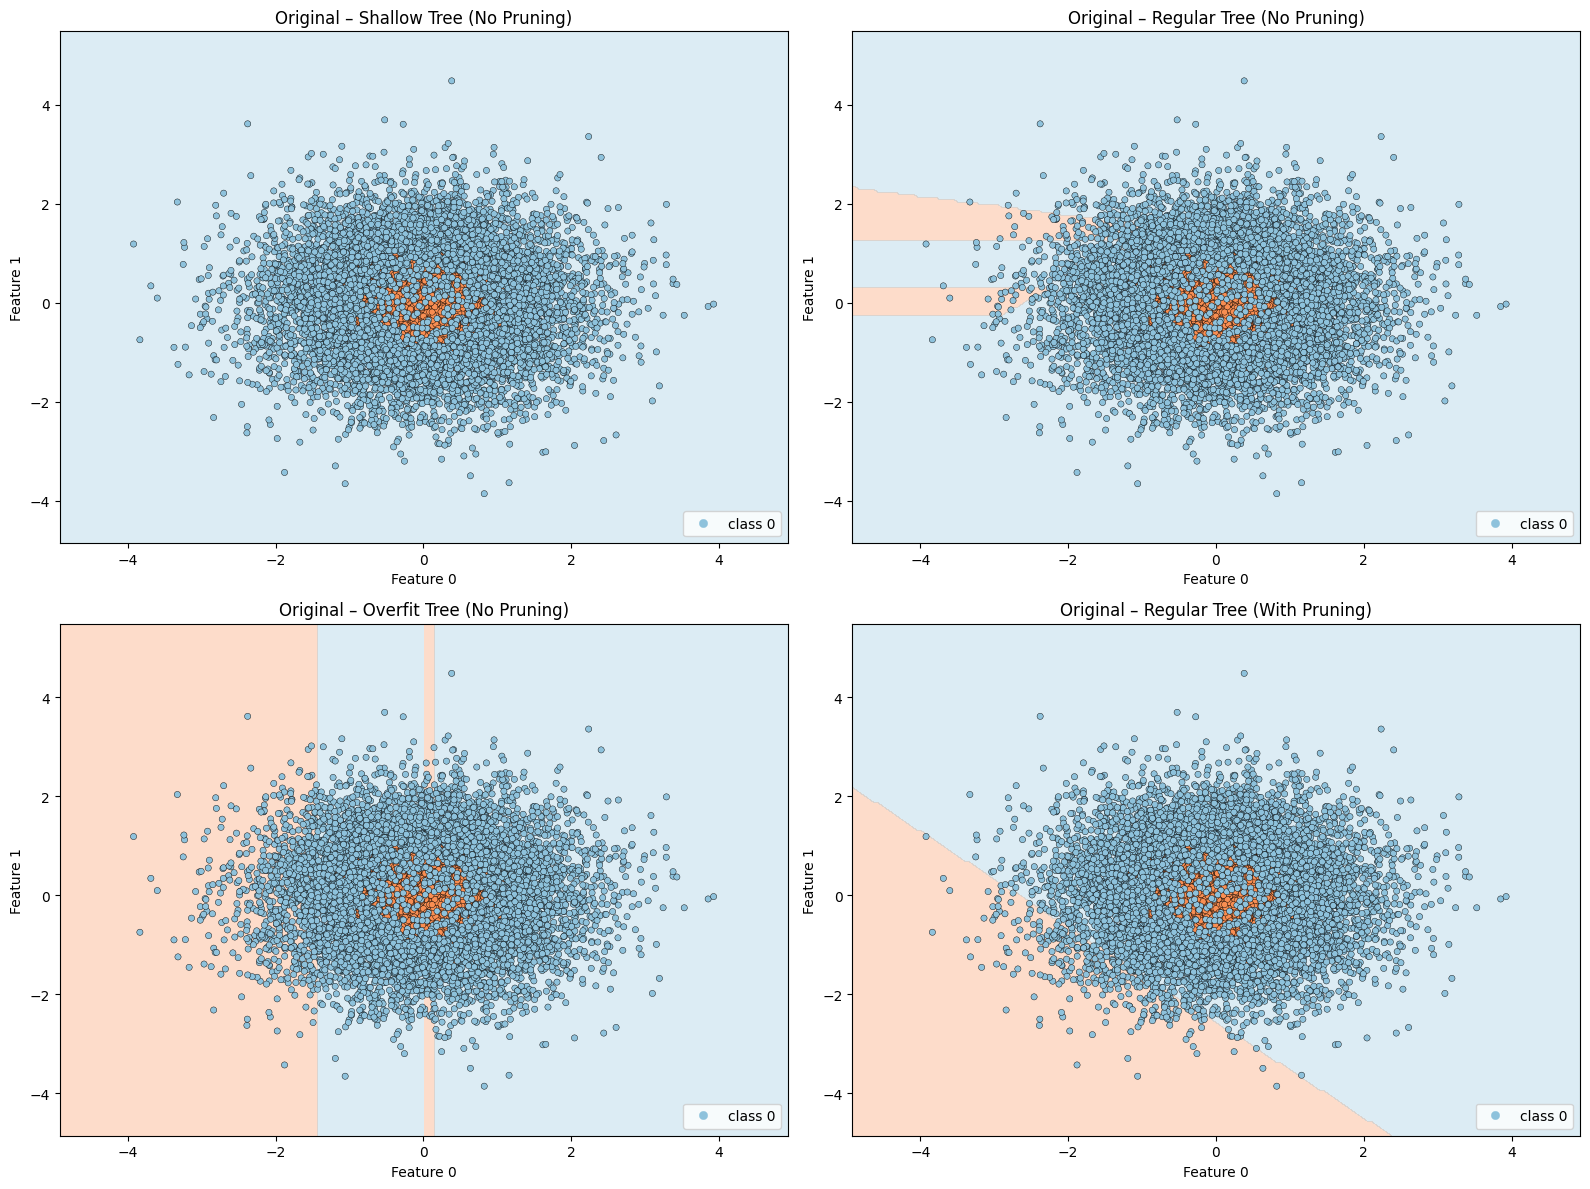 Original – Shallow Tree (No Pruning)
4
2
0
−2
−4
Feature 1
−4 −2 0 2 4
Feature 0
class 0
Original – Regular Tree (No Pruning)
4
2
0
−2
−4
Feature 1
−4 −2 0 2 4
Feature 0
class 0
Original – Overfit Tree (No Pruning)
4
2
0
−2
−4
Feature 1
−4 −2 0 2 4
Feature 0
class 0
Original – Regular Tree (With Pruning)
4
2
0
−2
−4
Feature 1
−4 −2 0 2 4
Feature 0
class 0